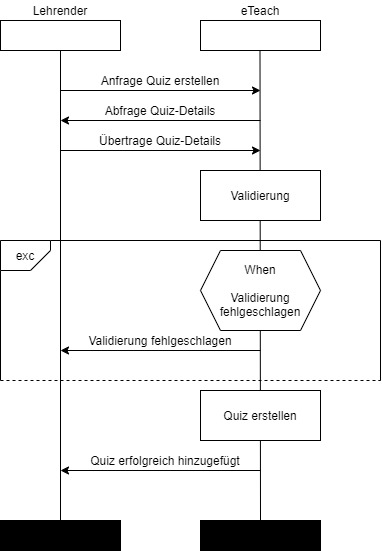 Lehrender
eTeach
Anfrage Quiz erstellen
Abfrage Quiz-Details
Übertrage Quiz-Details
Validierung
exc
When
Validierung
fehlgeschlagen
Validierung fehlgeschlagen
Quiz erstellen
Quiz erfolgreich hinzugefügt